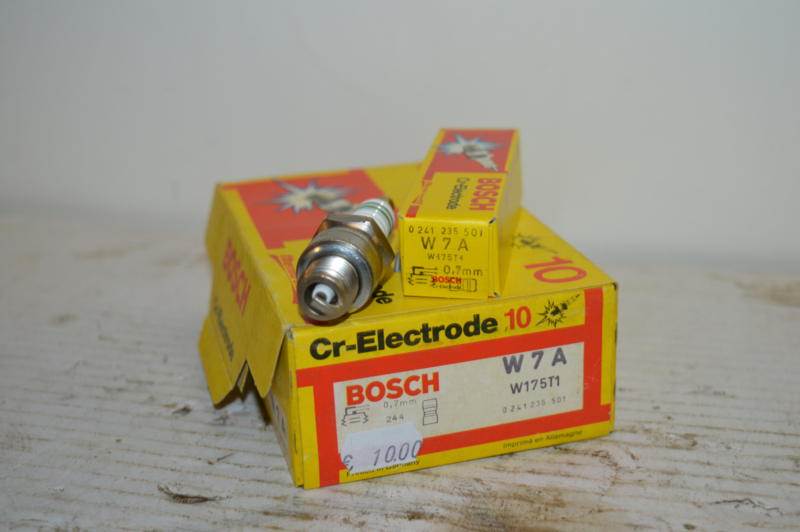 BOSCH
Cr-Electrode
0 241 235 501
W 7 A
W175T1
0,7mm
BOSCH
10
BOSCH
Cr-Electrode 10
BOSCH
W 7 A
W175T1
0,7mm
244
0 241 235 501
€ 10.00
Imprimé en Allemagne